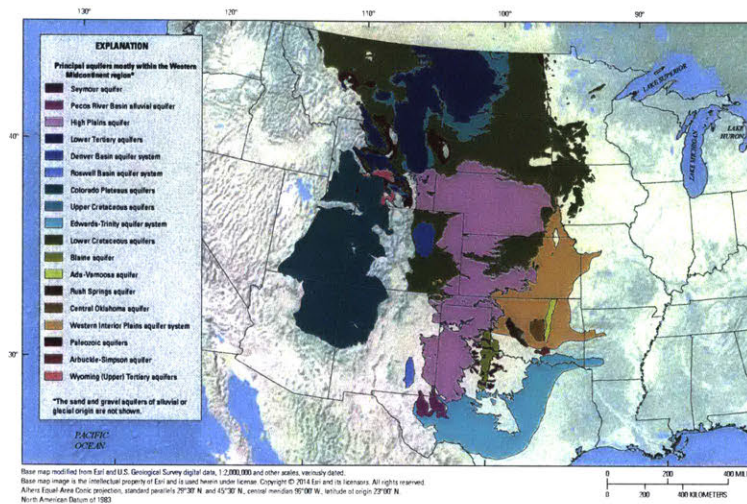 130° 110° 100° 90°
EXPLANATION
Principal aquifers mostly within the Western
Midcontinent region*
Seymour aquifer
Pecos River Basin alluvial aquifer
High Plains aquifer
Lower Tertiary aquifers
Denver Basin aquifer system
Roswell Basin aquifer system
Colorado Plateaus aquifers
Upper Cretaceous aquifers
Edwards-Trinity aquifer system
Lower Cretaceous aquifers
Blaine aquifer
Ada-Vamoosa aquifer
Rush Springs aquifer
Central Oklahoma aquifer
Western Interior Plains aquifer system
Paleozoic aquifers
Arbuckle-Simpson aquifer
Wyoming (Upper) Tertiary aquifers
*The sand and gravel aquifers of alluvial or
glacial origin are not shown.
40°
30°
LAKE SUPERIOR
LAKE MICHIGAN
LAKE
HURON
PACIFIC
OCEAN
Base map modified from Esri and U.S. Geological Survey digital data, 1:2,000,000 and other scales, variously dated.
Base map image is the intellectual property of Esri and is used herein under license. Copyright © 2014 Esri and its licensors. All rights reserved.
Albers Equal-Area Conic projection, standard parallels 29°30' N and 45°30' N, central meridian 96°00' W, latitude of origin 23°00' N.
North American Datum of 1983
0 200 400 MILES
0 200 400 KILOMETERS